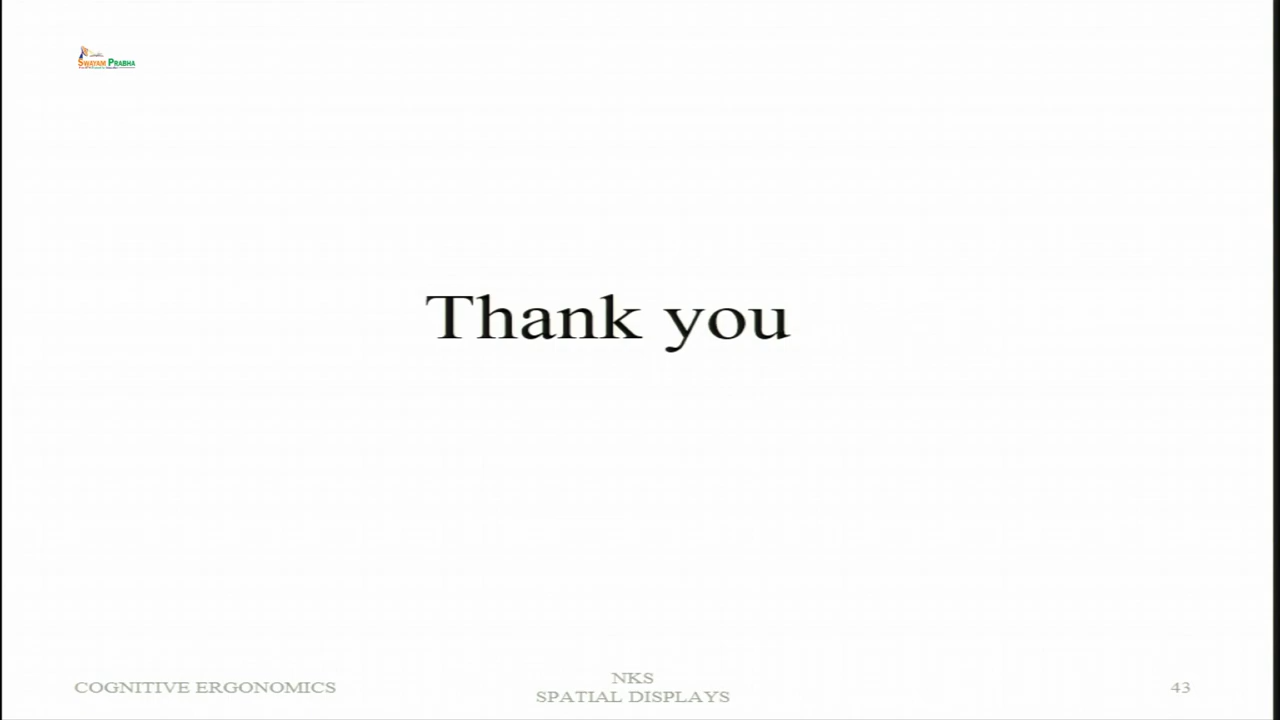 SWAYAM PRABHA
Thank you
COGNITIVE ERGONOMICS
NKS
SPATIAL DISPLAYS
43